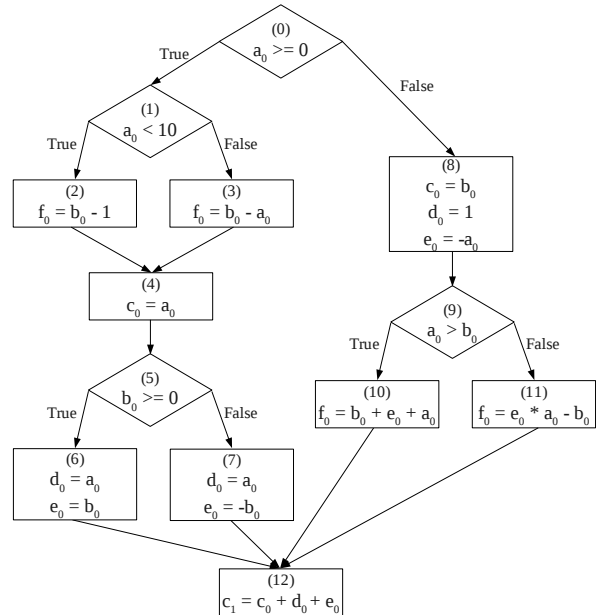 (0)
a₀ >= 0
True
False
(1)
a₀ < 10
True
False
(2)
f₀ = b₀ - 1
(3)
f₀ = b₀ - a₀
(8)
c₀ = b₀
d₀ = 1
e₀ = -a₀
(4)
c₀ = a₀
(9)
a₀ > b₀
True
False
(5)
b₀ >= 0
True
False
(10)
f₀ = b₀ + e₀ + a₀
(11)
f₀ = e₀ * a₀ - b₀
(6)
d₀ = a₀
e₀ = b₀
(7)
d₀ = a₀
e₀ = -b₀
(12)
c₁ = c₀ + d₀ + e₀